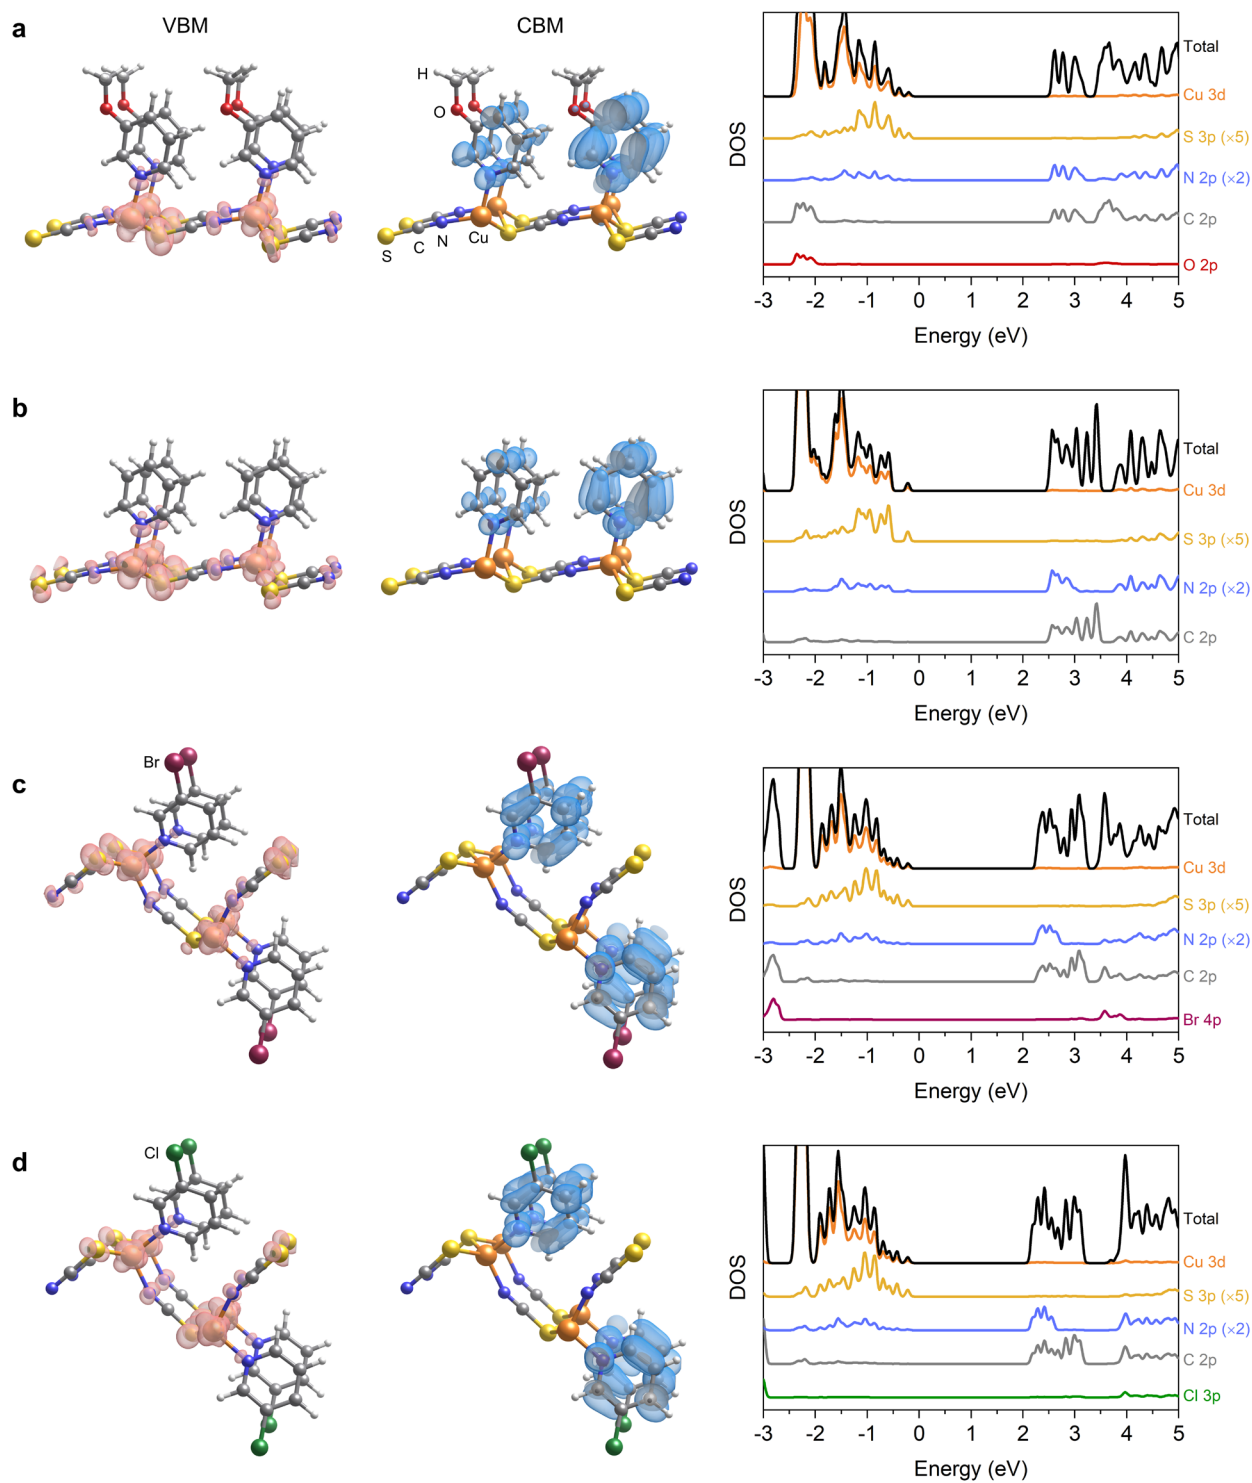 a
VBM
CBM
H
O
S
C
N
Cu
DOS
Total
Cu 3d
S 3p (×5)
N 2p (×2)
C 2p
O 2p
-3 -2 -1 0 1 2 3 4 5
Energy (eV)
b
DOS
Total
Cu 3d
S 3p (×5)
N 2p (×2)
C 2p
-3 -2 -1 0 1 2 3 4 5
Energy (eV)
c
Br
DOS
Total
Cu 3d
S 3p (×5)
N 2p (×2)
C 2p
Br 4p
-3 -2 -1 0 1 2 3 4 5
Energy (eV)
d
Cl
DOS
Total
Cu 3d
S 3p (×5)
N 2p (×2)
C 2p
Cl 3p
-3 -2 -1 0 1 2 3 4 5
Energy (eV)